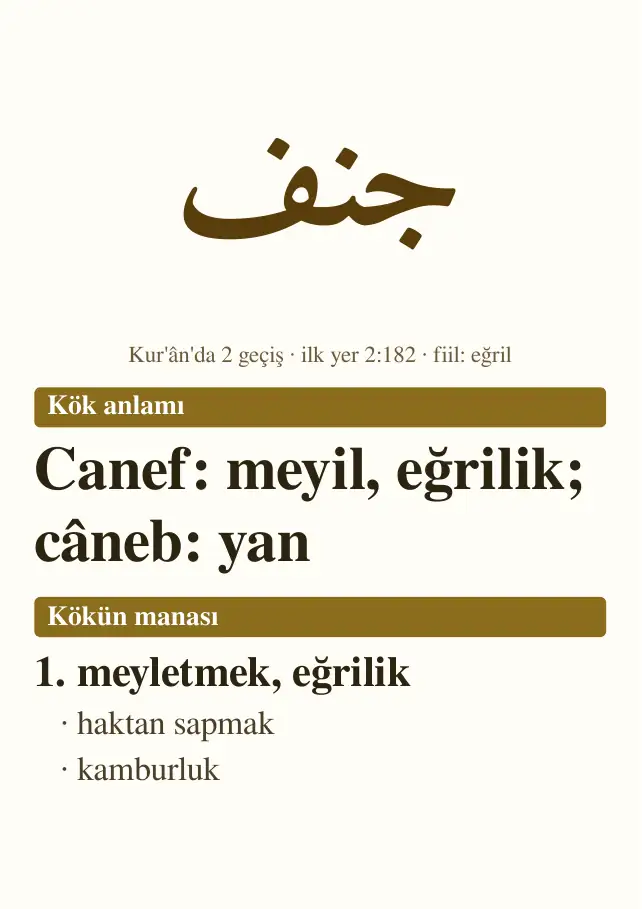 جنف
Kur'ân'da 2 geçiş · ilk yer 2:182 · fiil: eğril
Kök anlamı
Canef: meyil, eğrilik;
câneb: yan
Kökün manası
1. meyletmek, eğrilik
· haktan sapmak
· kamburluk